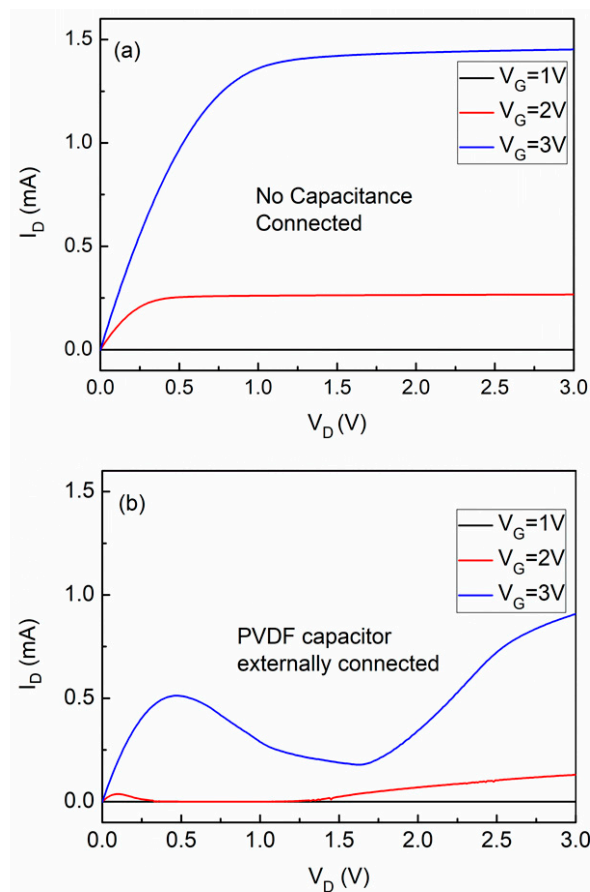 (a)
V_G=1V
V_G=2V
V_G=3V
No Capacitance
Connected
I_D (mA)
1.5
1.0
0.5
0.0
0.0 0.5 1.0 1.5 2.0 2.5 3.0
V_D (V)
(b)
V_G=1V
V_G=2V
V_G=3V
PVDF capacitor
externally connected
I_D (mA)
1.5
1.0
0.5
0.0
0.0 0.5 1.0 1.5 2.0 2.5 3.0
V_D (V)